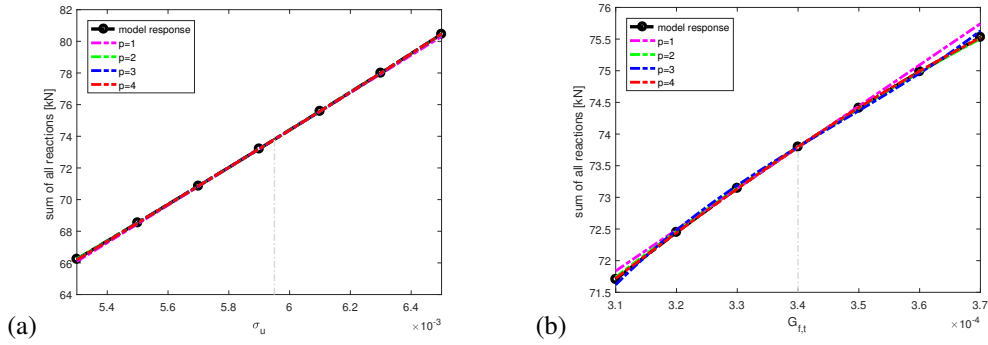 model response
p=1
p=2
p=3
p=4
82
80
78
76
74
72
70
68
66
64
sum of all reactions [kN]
5.4
5.6
5.8
6
6.2
6.4
×10⁻³
σᵤ
(a)
model response
p=1
p=2
p=3
p=4
76
75.5
75
74.5
74
73.5
73
72.5
72
71.5
sum of all reactions [kN]
3.1
3.2
3.3
3.4
3.5
3.6
3.7
×10⁻⁴
G_{f,t}
(b)